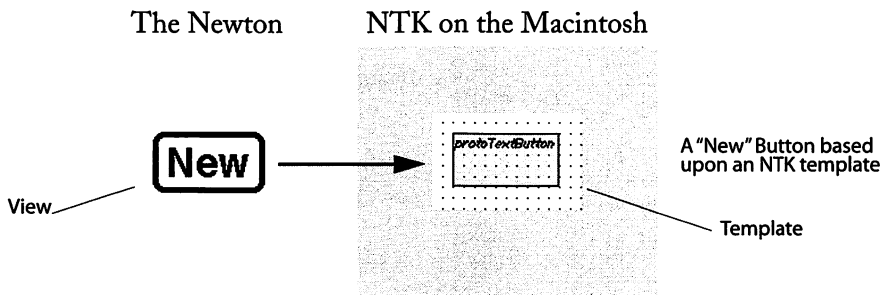 The Newton
NTK on the Macintosh
New
protoTextButton
A “New” Button based
upon an NTK template
View
Template